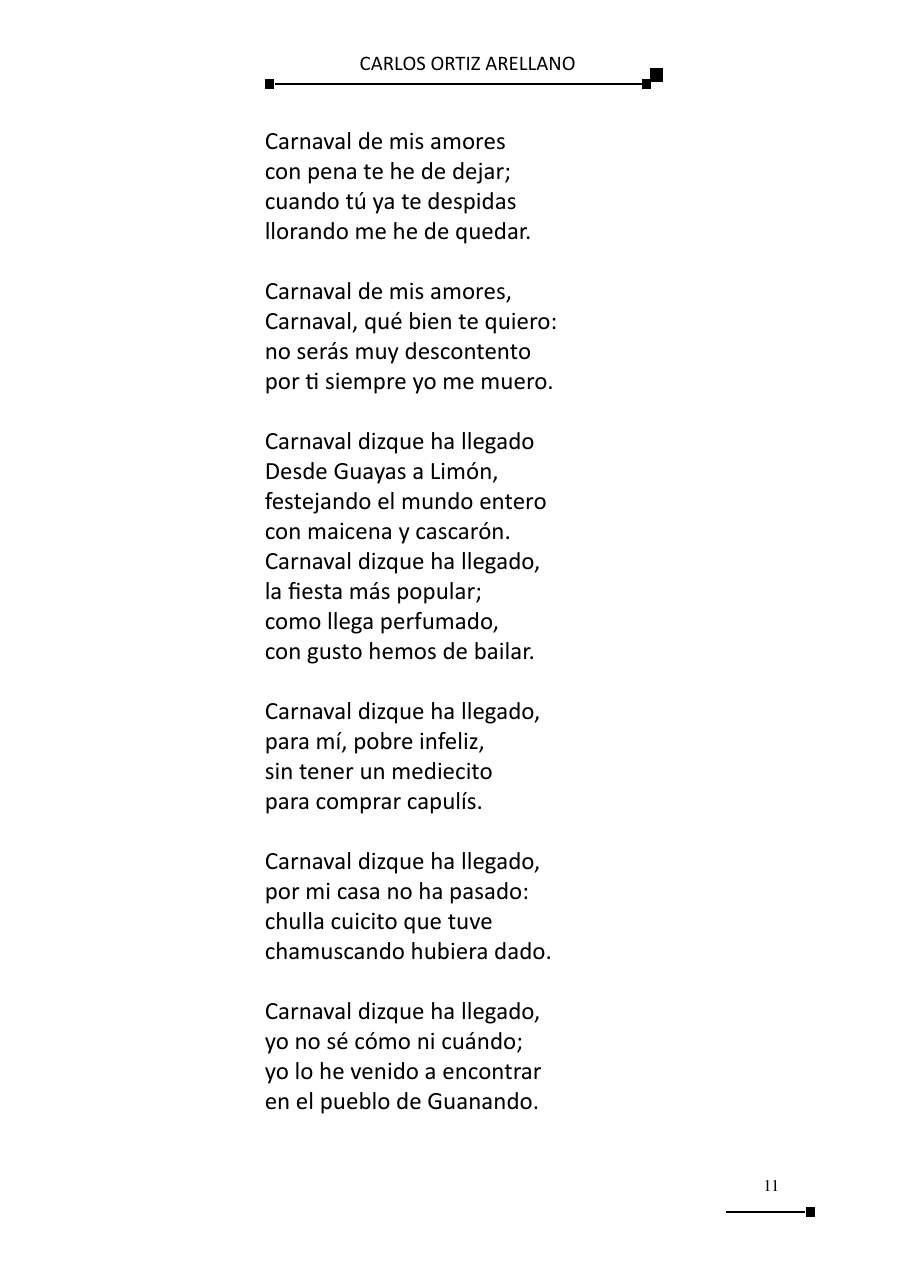 CARLOS ORTIZ ARELLANO
Carnaval de mis amores
con pena te he de dejar;
cuando tú ya te despidas
llorando me he de quedar.
Carnaval de mis amores,
Carnaval, qué bien te quiero:
no serás muy descontento
por ti siempre yo me muero.
Carnaval dizque ha llegado
Desde Guayas a Limón,
festejando el mundo entero
con maicena y cascarón.
Carnaval dizque ha llegado,
la fiesta más popular;
como llega perfumado,
con gusto hemos de bailar.
Carnaval dizque ha llegado,
para mí, pobre infeliz,
sin tener un mediecito
para comprar capulís.
Carnaval dizque ha llegado,
por mi casa no ha pasado:
chulla cuicito que tuve
chamuscando hubiera dado.
Carnaval dizque ha llegado,
yo no sé cómo ni cuándo;
yo lo he venido a encontrar
en el pueblo de Guanando.
11